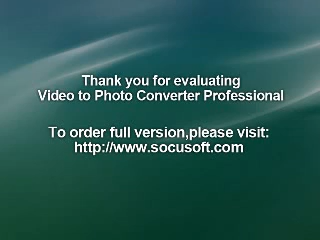 Thank you for evaluating
Video to Photo Converter Professional
To order full version,please visit:
http://www.socusoft.com